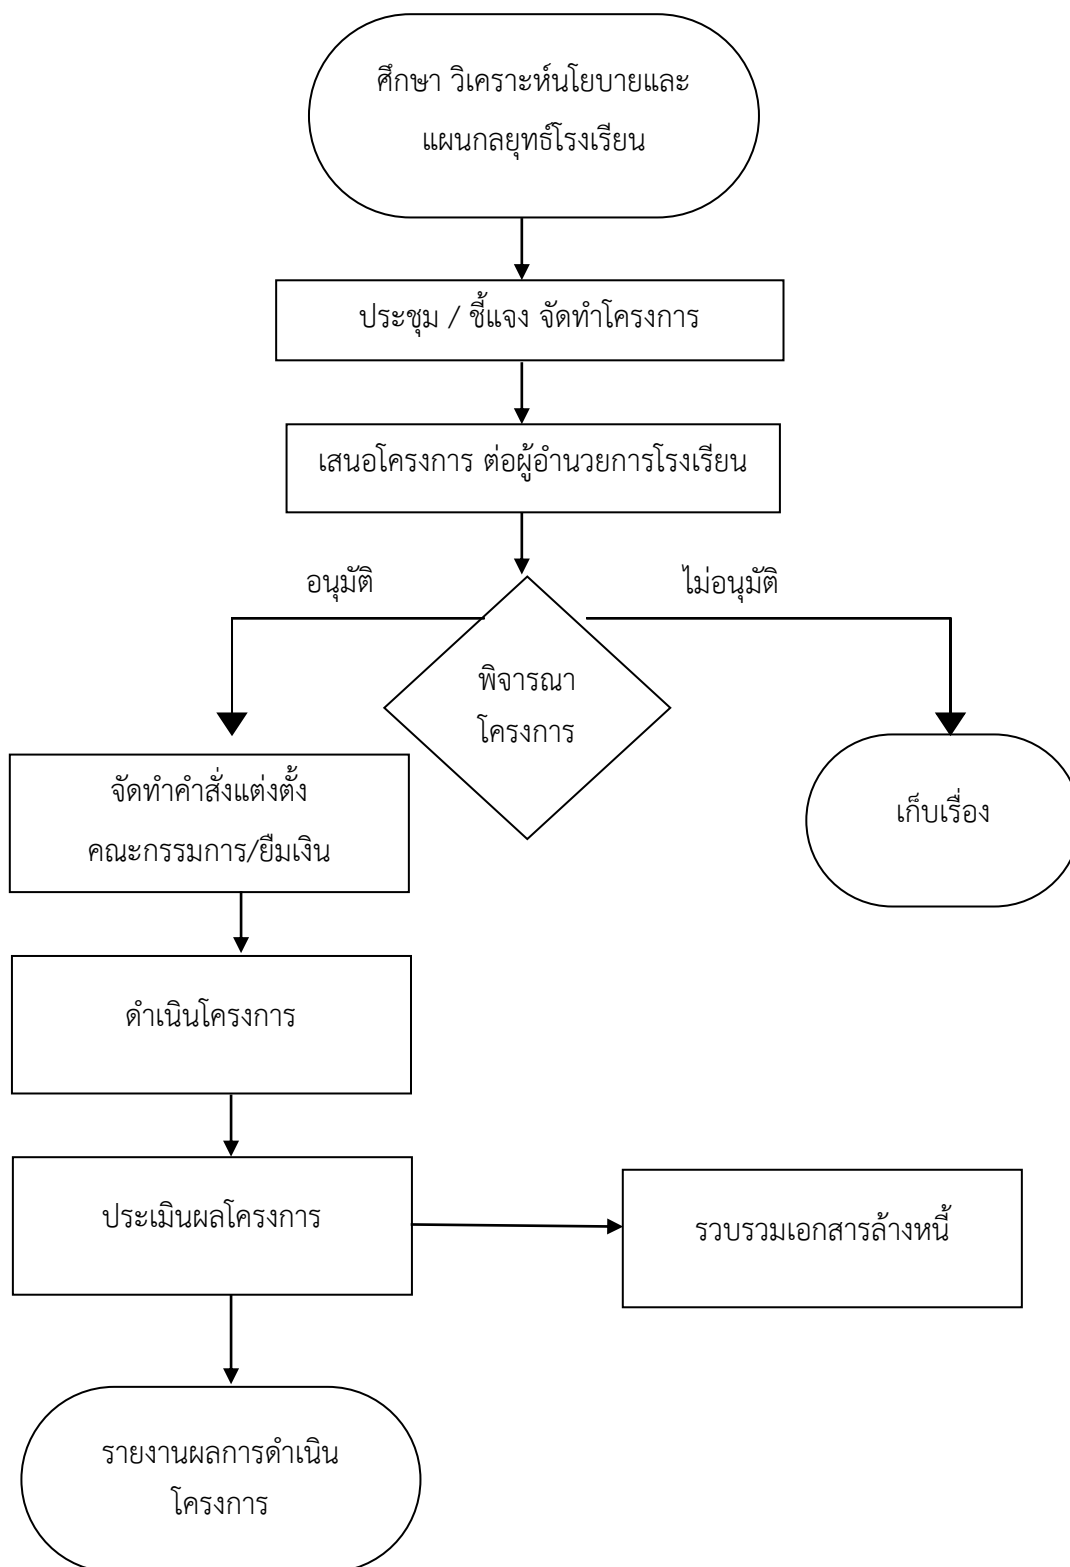 ศึกษา วิเคราะห์นโยบายและ
แผนกลยุทธ์โรงเรียน
ประชุม / ชี้แจง จัดทำโครงการ
เสนอโครงการ ต่อผู้อำนวยการโรงเรียน
อนุมัติ
ไม่อนุมัติ
พิจารณา
โครงการ
จัดทำคำสั่งแต่งตั้ง
คณะกรรมการ/ยืมเงิน
เก็บเรื่อง
ดำเนินโครงการ
ประเมินผลโครงการ
รวบรวมเอกสารล้างหนี้
รายงานผลการดำเนิน
โครงการ